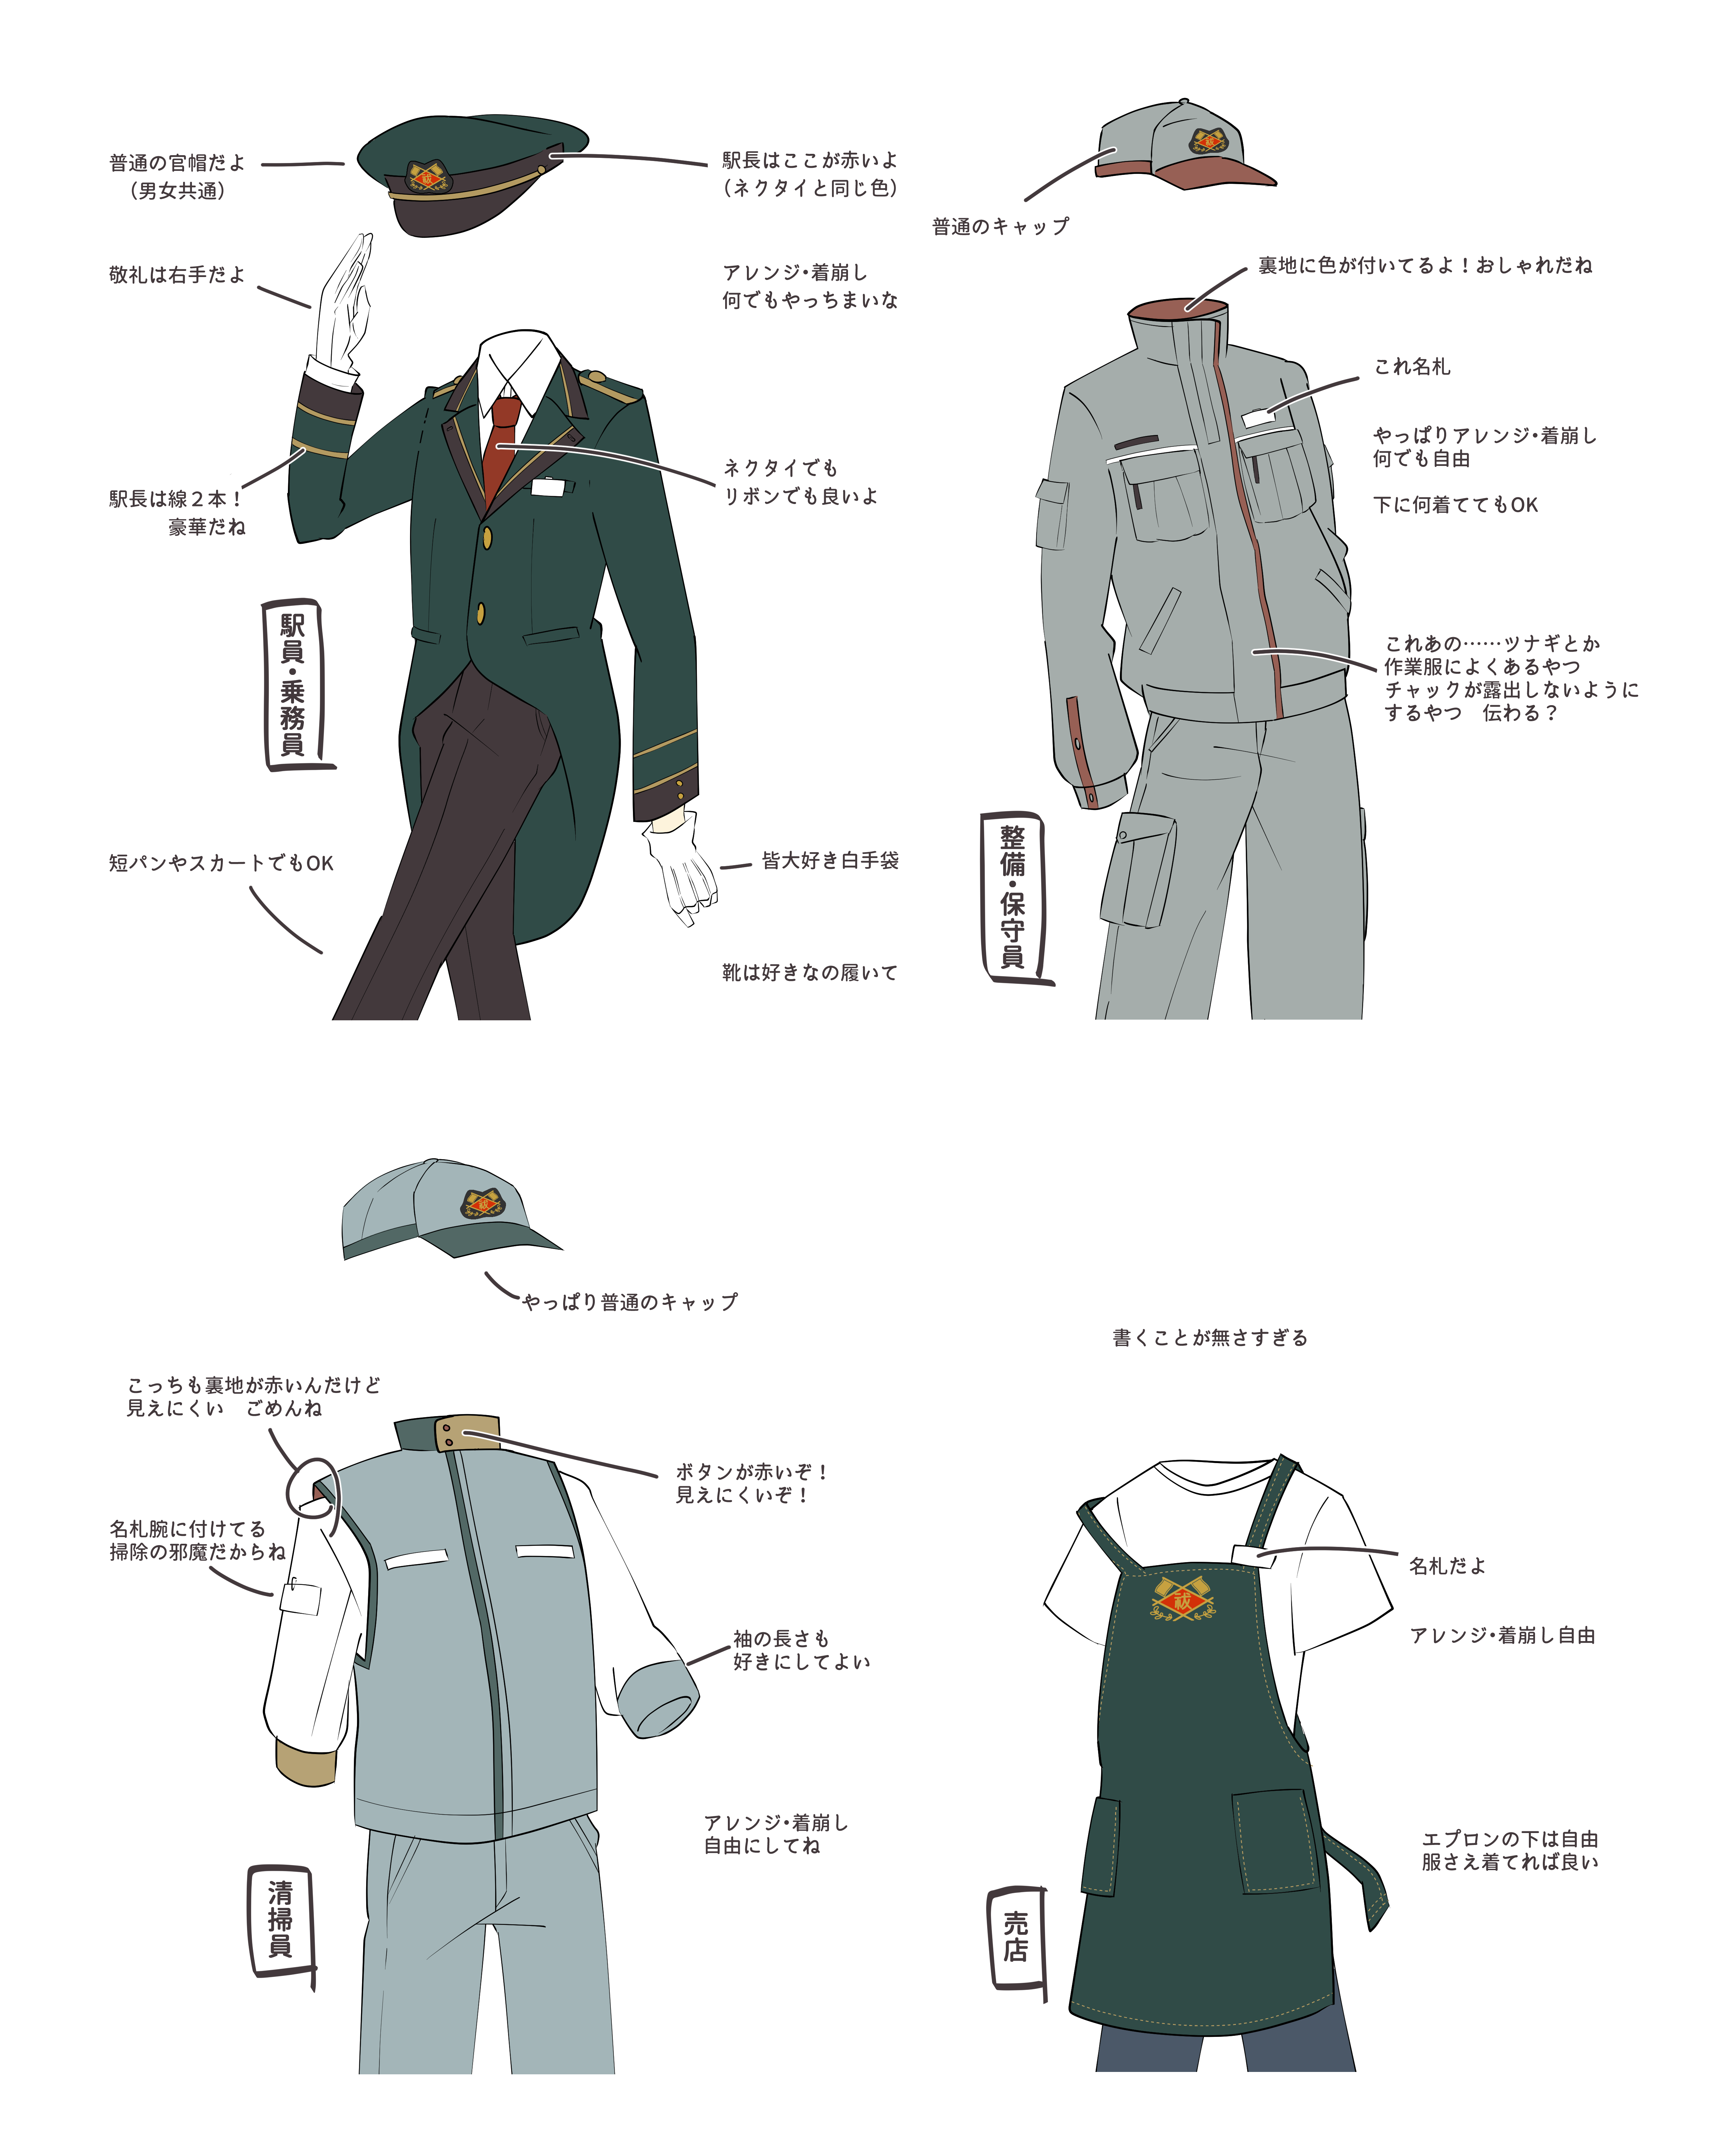 普通の官帽だよ
（男女共通）
駅長はここが赤いよ
（ネクタイと同じ色）
敬礼は右手だよ
アレンジ・着崩し
何でもやっちまいな
駅長は線２本！
豪華だね
ネクタイでも
リボンでも良いよ
駅員・乗務員
短パンやスカートでもOK
皆大好き白手袋
靴は好きなの履いて
普通のキャップ
裏地に色が付いてるよ！おしゃれだね
これ名札
やっぱりアレンジ・着崩し
何でも自由
下に何着ててもOK
これあの……ツナギとか
作業服によくあるやつ
チャックが露出しないように
するやつ　伝わる？
整備・保守員
やっぱり普通のキャップ
こっちも裏地が赤いんだけど
見えにくい　ごめんね
ボタンが赤いぞ！
見えにくいぞ！
名札腕に付けてる
掃除の邪魔だからね
袖の長さも
好きにしてよい
アレンジ・着崩し
自由にしてね
清掃員
書くことが無さすぎる
祓
名札だよ
アレンジ・着崩し自由
エプロンの下は自由
服さえ着てれば良い
売店